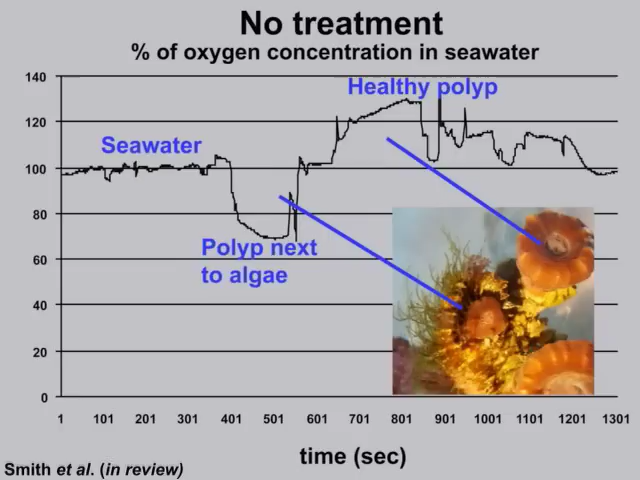 No treatment
% of oxygen concentration in seawater
140
120
100
80
60
40
20
0
Healthy polyp
Seawater
Polyp next
to algae
1 101 201 301 401 501 601 701 801 901 1001 1101 1201 1301
time (sec)
Smith et al. (in review)